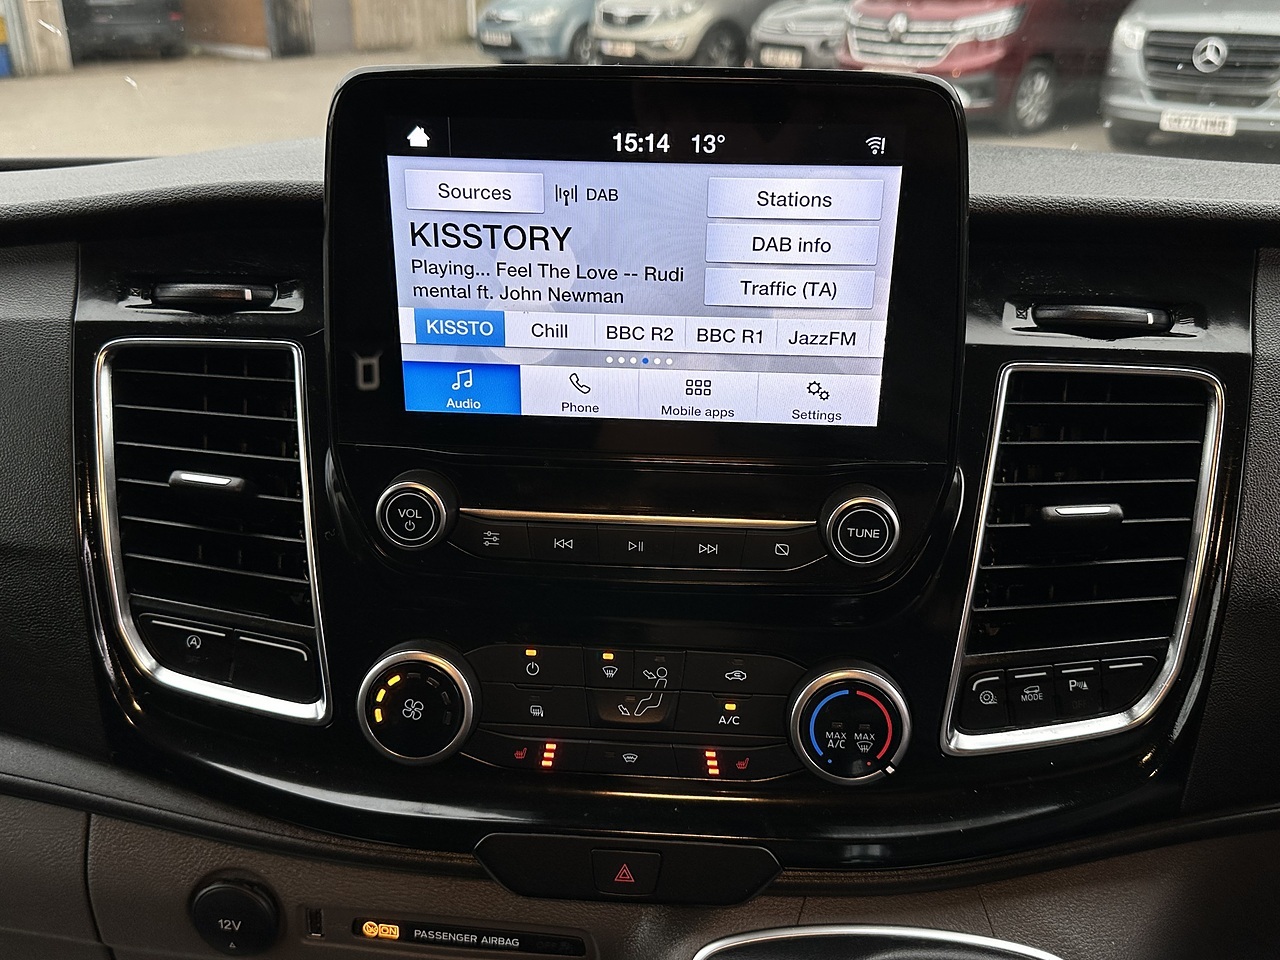 15:14 13°
Sources DAB Stations
KISSTORY
DAB info
Playing... Feel The Love -- Rudi
mental ft. John Newman
Traffic (TA)
KISSTO Chill BBC R2 BBC R1 JazzFM
Audio Phone Mobile apps Settings
VOL
TUNE
A
A/C
MAX A/C
MAX
MODE
P
12V
ON PASSENGER AIRBAG